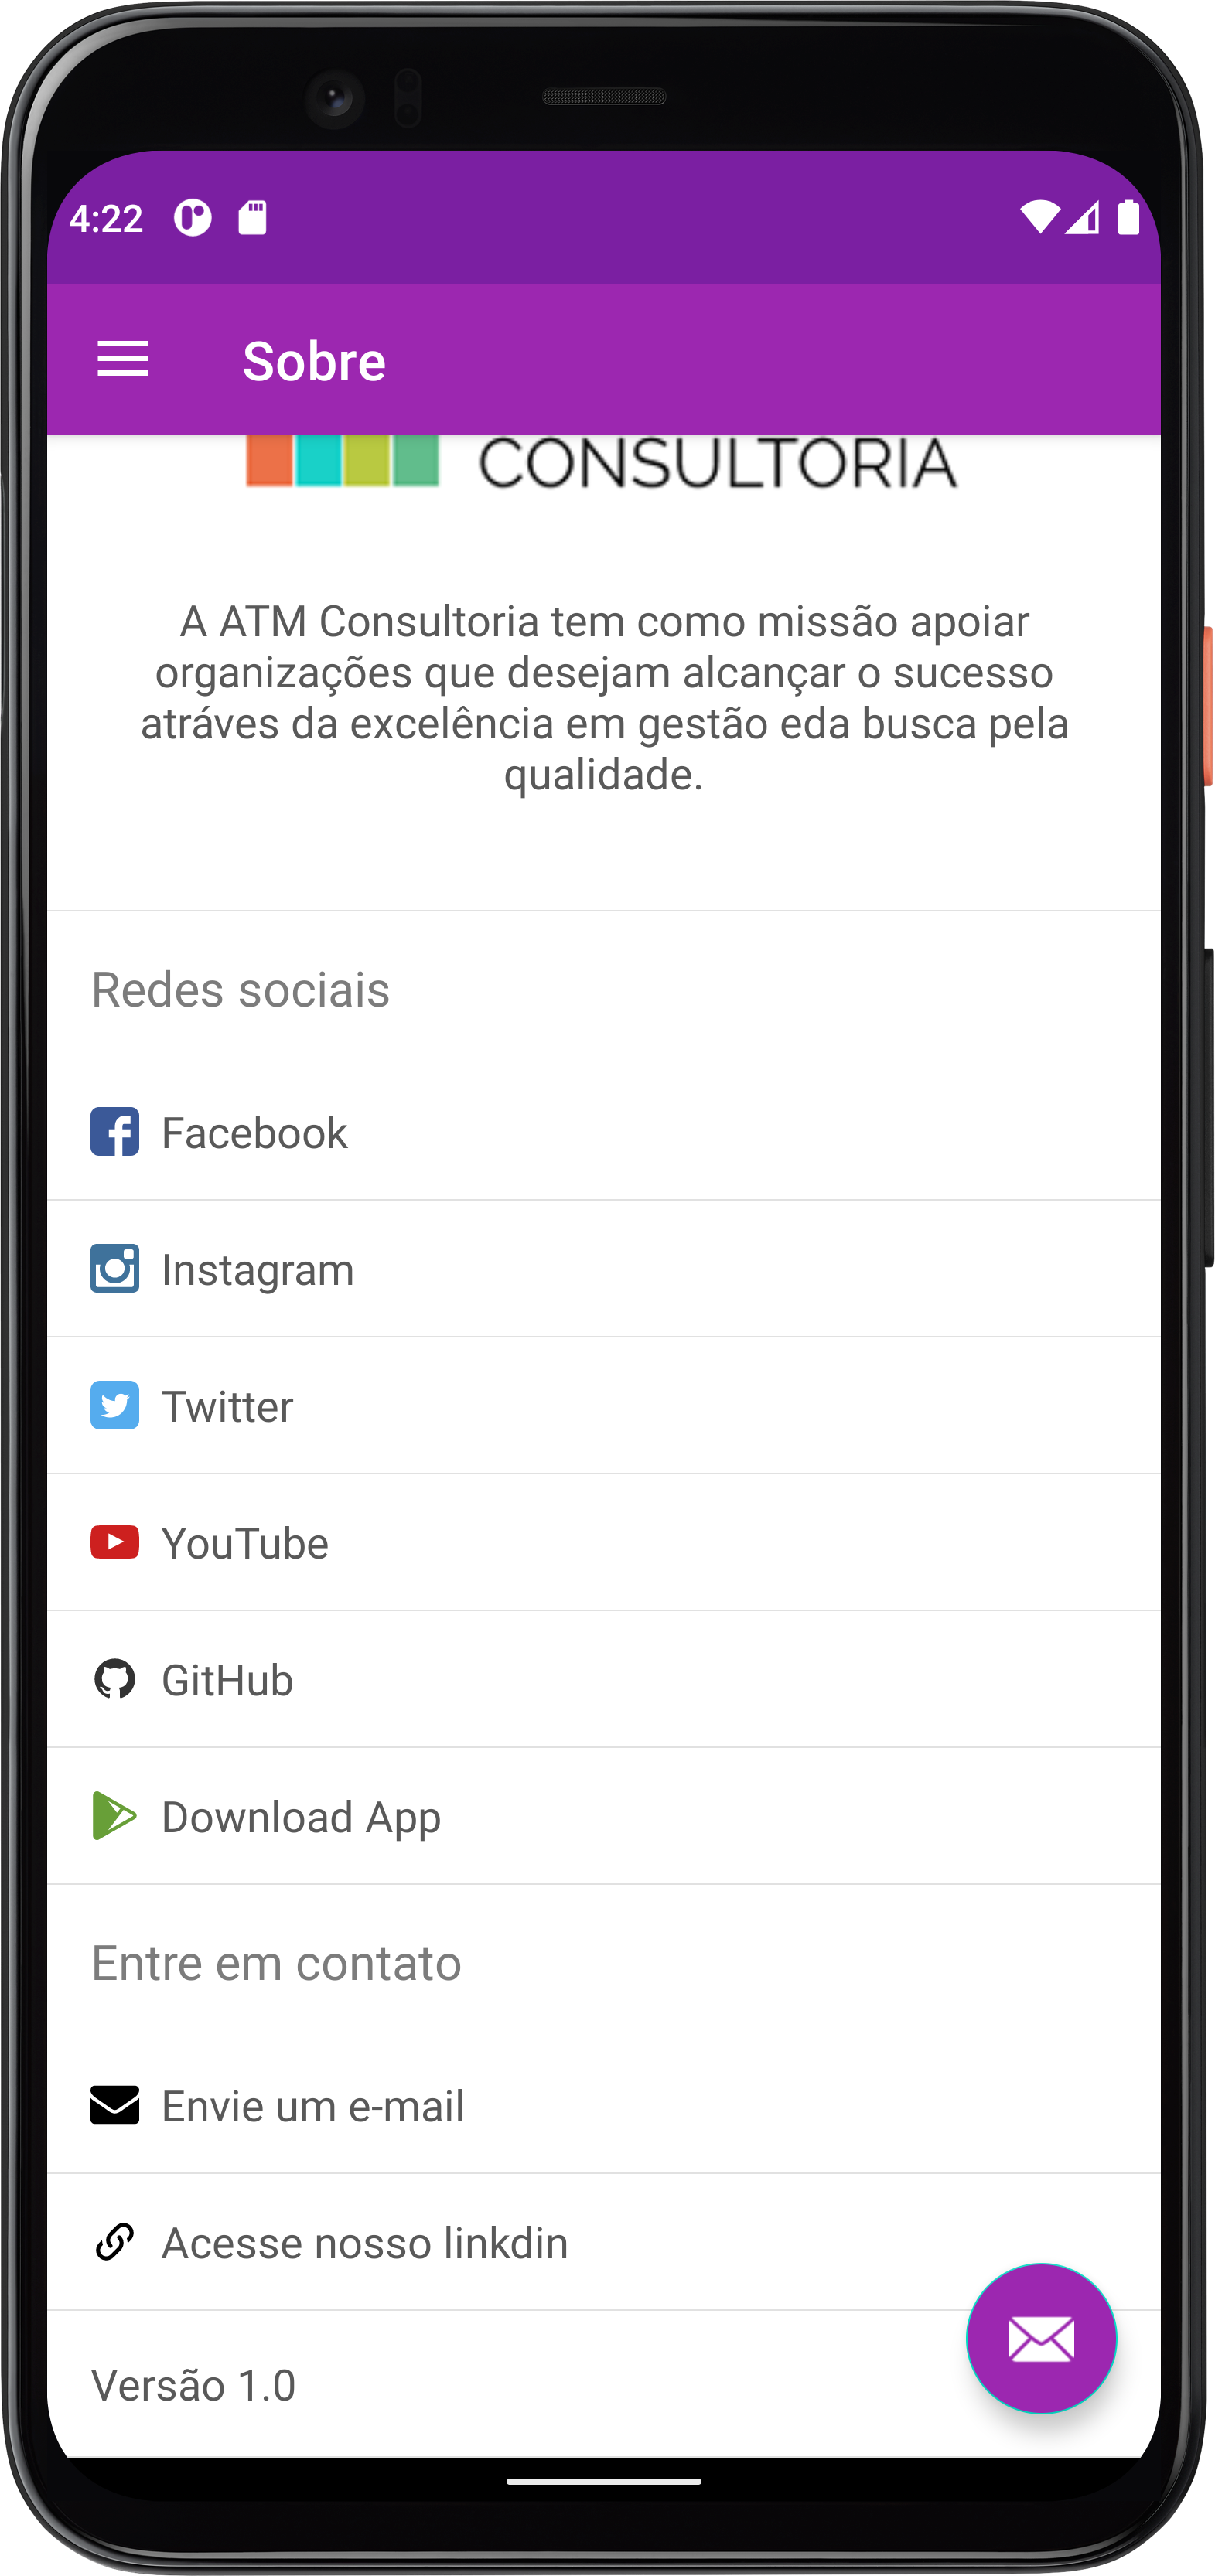 4:22
Sobre
CONSULTORIA
A ATM Consultoria tem como missão apoiar
organizações que desejam alcançar o sucesso
atráves da excelência em gestão eda busca pela
qualidade.
Redes sociais
Facebook
Instagram
Twitter
YouTube
GitHub
Download App
Entre em contato
Envie um e-mail
Acesse nosso linkdin
Versão 1.0